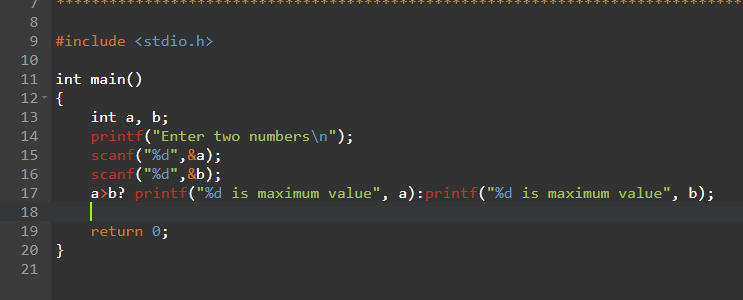 7 ******************************************************************************
8
9 #include <stdio.h>
10
11 int main()
12 {
13 int a, b;
14 printf("Enter two numbers\n");
15 scanf("%d",&a);
16 scanf("%d",&b);
17 a>b? printf("%d is maximum value", a):printf("%d is maximum value", b);
18
19 return 0;
20 }
21